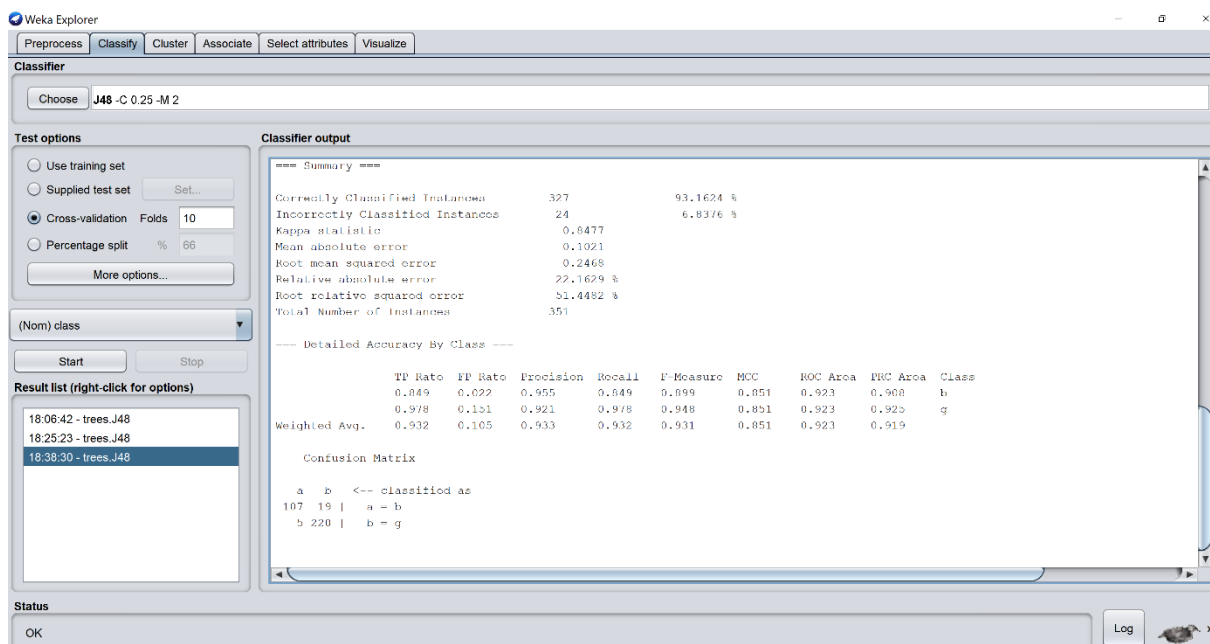 Weka Explorer
Preprocess Classify Cluster Associate Select attributes Visualize
Classifier
Choose J48 -C 0.25 -M 2
Test options
Use training set
Supplied test set Set...
Cross-validation Folds 10
Percentage split % 66
More options...
(Nom) class
Start Stop
Result list (right-click for options)
18:06:42 - trees.J48
18:25:23 - trees.J48
18:38:30 - trees.J48
Classifier output
=== Summary ===
Correctly Classified Instances 327 93.1624 %
Incorrectly Classified Instances 24 6.8376 %
Kappa statistic 0.8477
Mean absolute error 0.1021
Root mean squared error 0.2468
Relative absolute error 22.1629 %
Root relative squared error 51.4482 %
Total Number of Instances 351
=== Detailed Accuracy By Class ===
TP Rate FP Rate Precision Recall F-Measure MCC ROC Area PRC Area Class
0.849 0.022 0.955 0.849 0.899 0.851 0.923 0.908 b
0.978 0.151 0.921 0.978 0.948 0.851 0.923 0.925 g
Weighted Avg. 0.932 0.105 0.933 0.932 0.931 0.851 0.923 0.919
Confusion Matrix
a b <-- classified as
107 19 | a = b
5 220 | b = g
Status
OK
Log
x